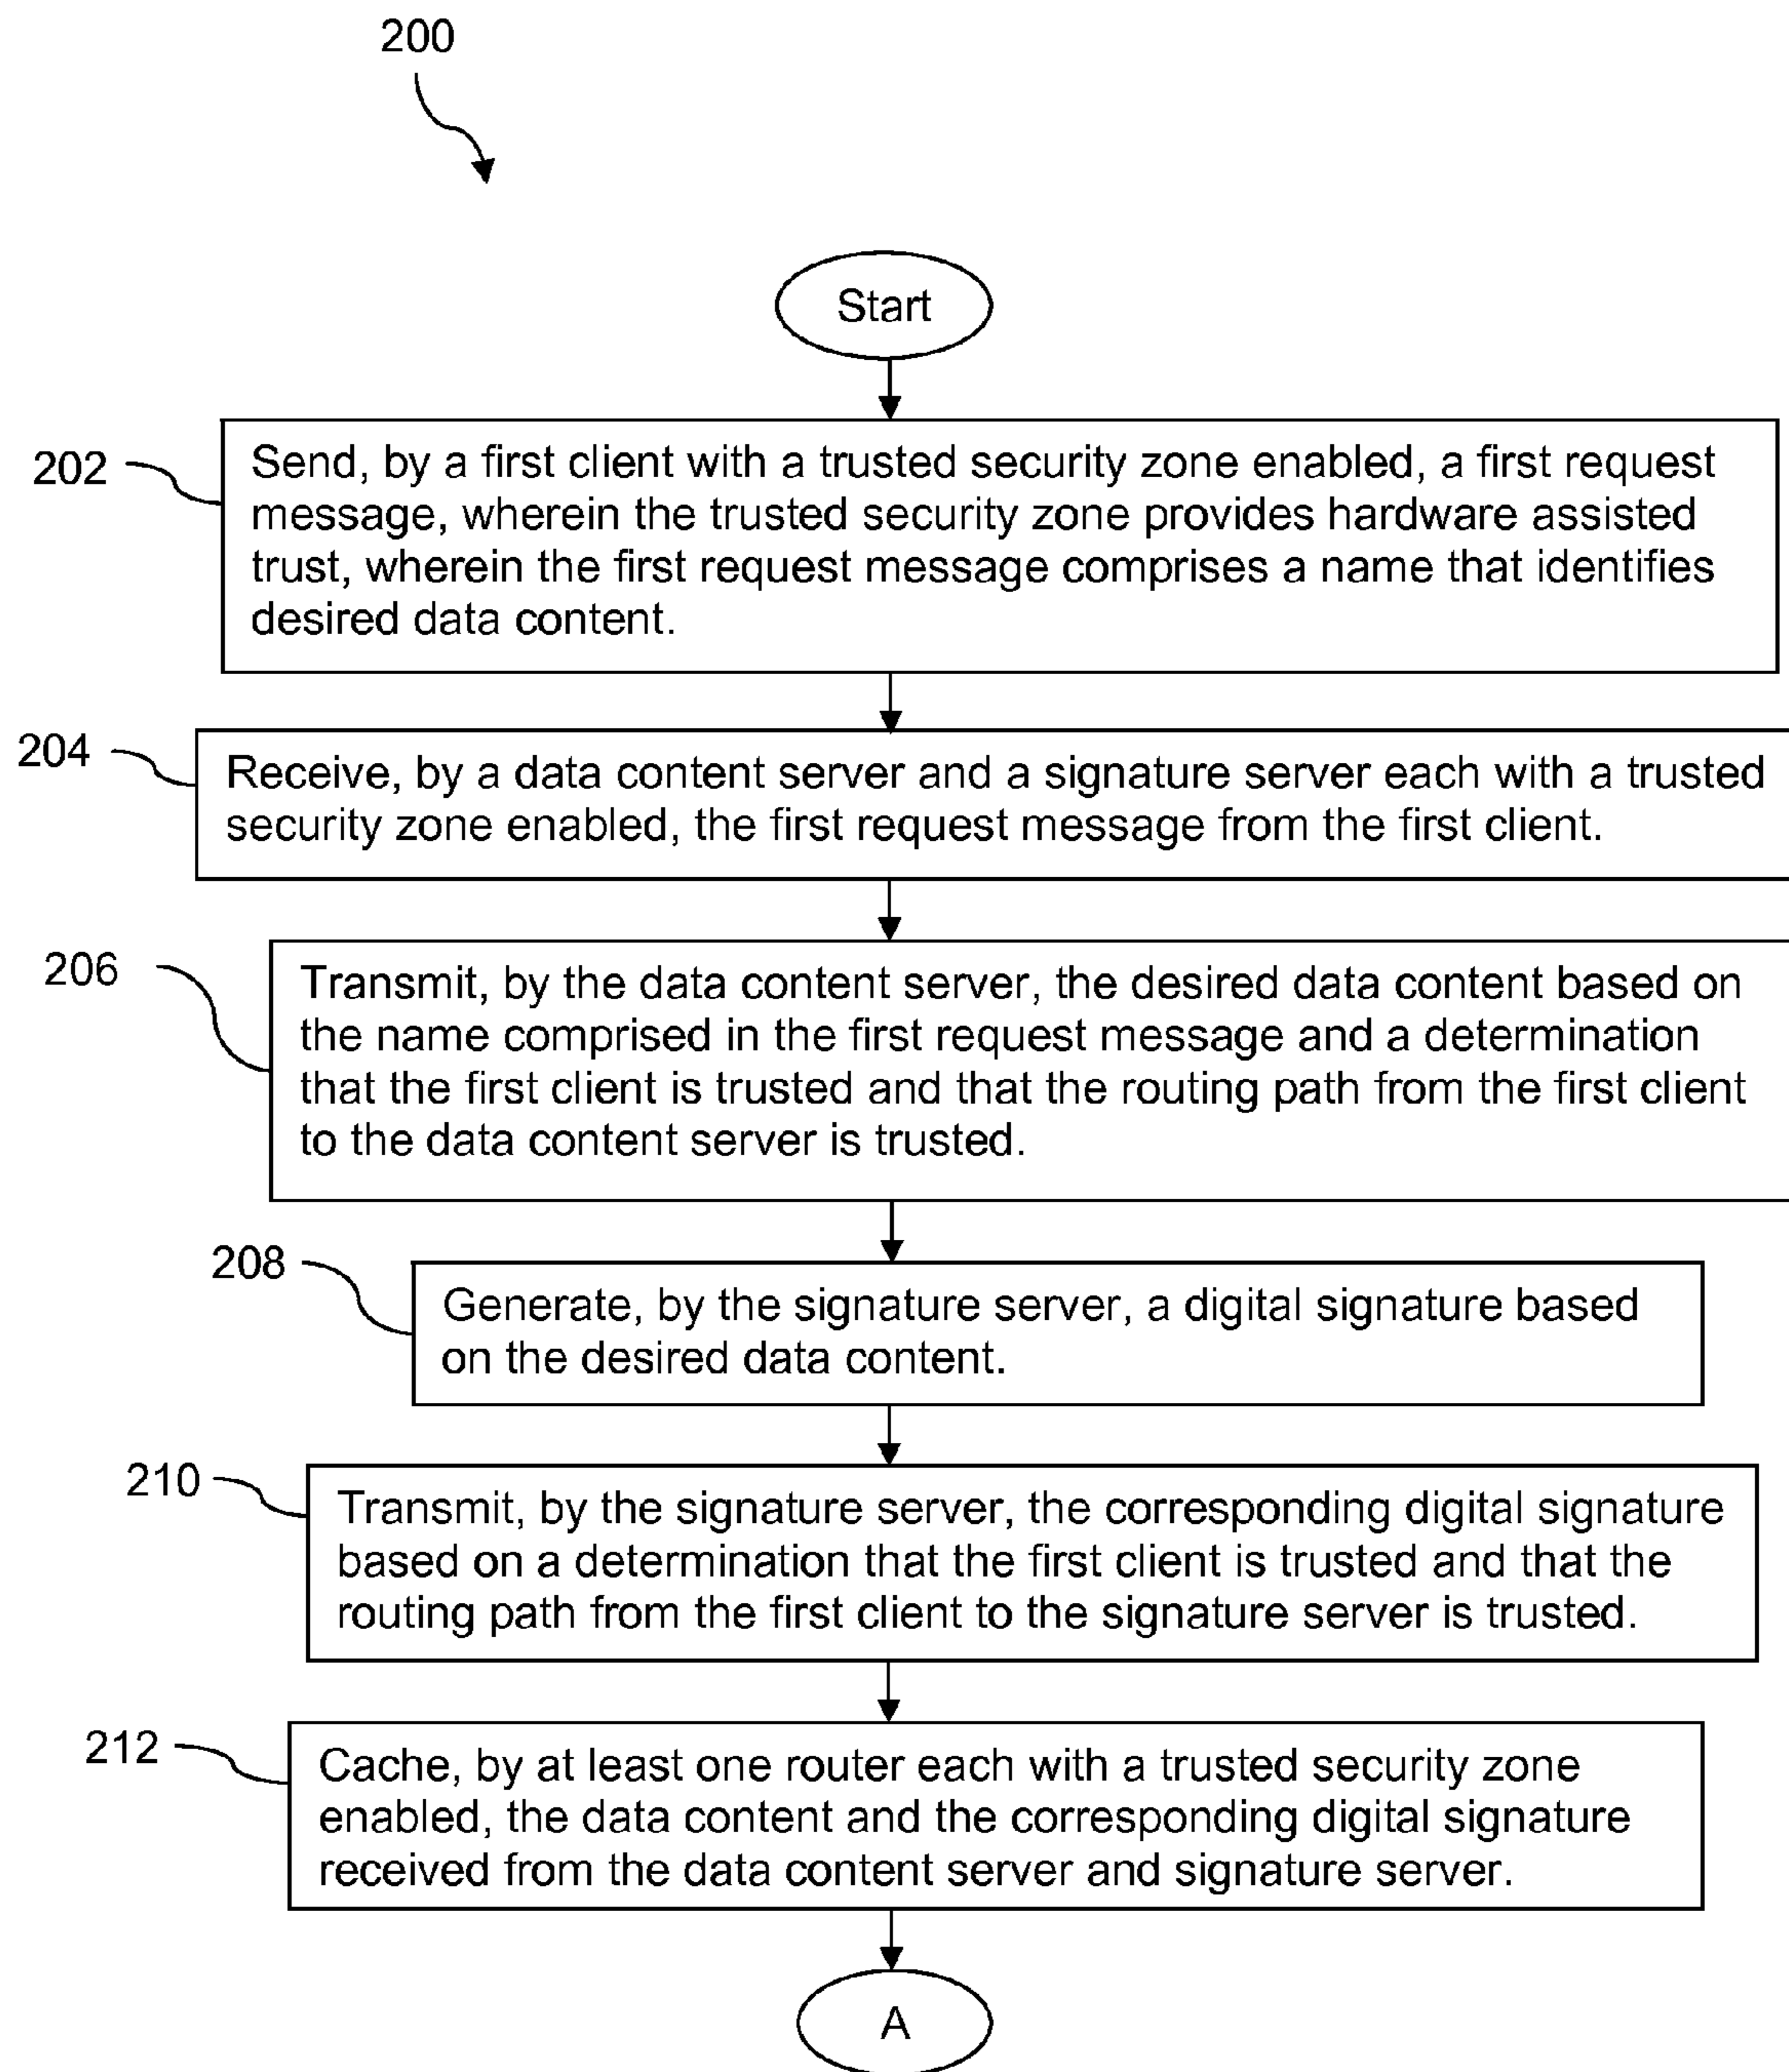 200
Start
202
Send, by a first client with a trusted security zone enabled, a first request
message, wherein the trusted security zone provides hardware assisted
trust, wherein the first request message comprises a name that identifies
desired data content.
204
Receive, by a data content server and a signature server each with a trusted
security zone enabled, the first request message from the first client.
206
Transmit, by the data content server, the desired data content based on
the name comprised in the first request message and a determination
that the first client is trusted and that the routing path from the first client
to the data content server is trusted.
208
Generate, by the signature server, a digital signature based
on the desired data content.
210
Transmit, by the signature server, the corresponding digital signature
based on a determination that the first client is trusted and that the
routing path from the first client to the signature server is trusted.
212
Cache, by at least one router each with a trusted security zone
enabled, the data content and the corresponding digital signature
received from the data content server and signature server.
A